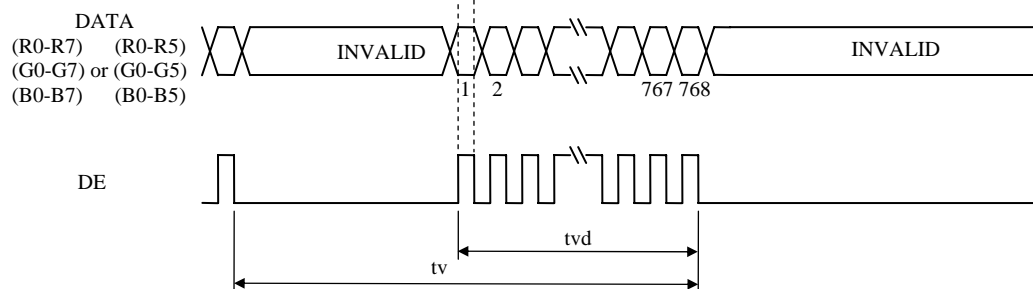 DATA
(R0-R7) (R0-R5)
(G0-G7) or (G0-G5)
(B0-B7) (B0-B5)
INVALID
INVALID
1 2 767 768
DE
tvd
tv